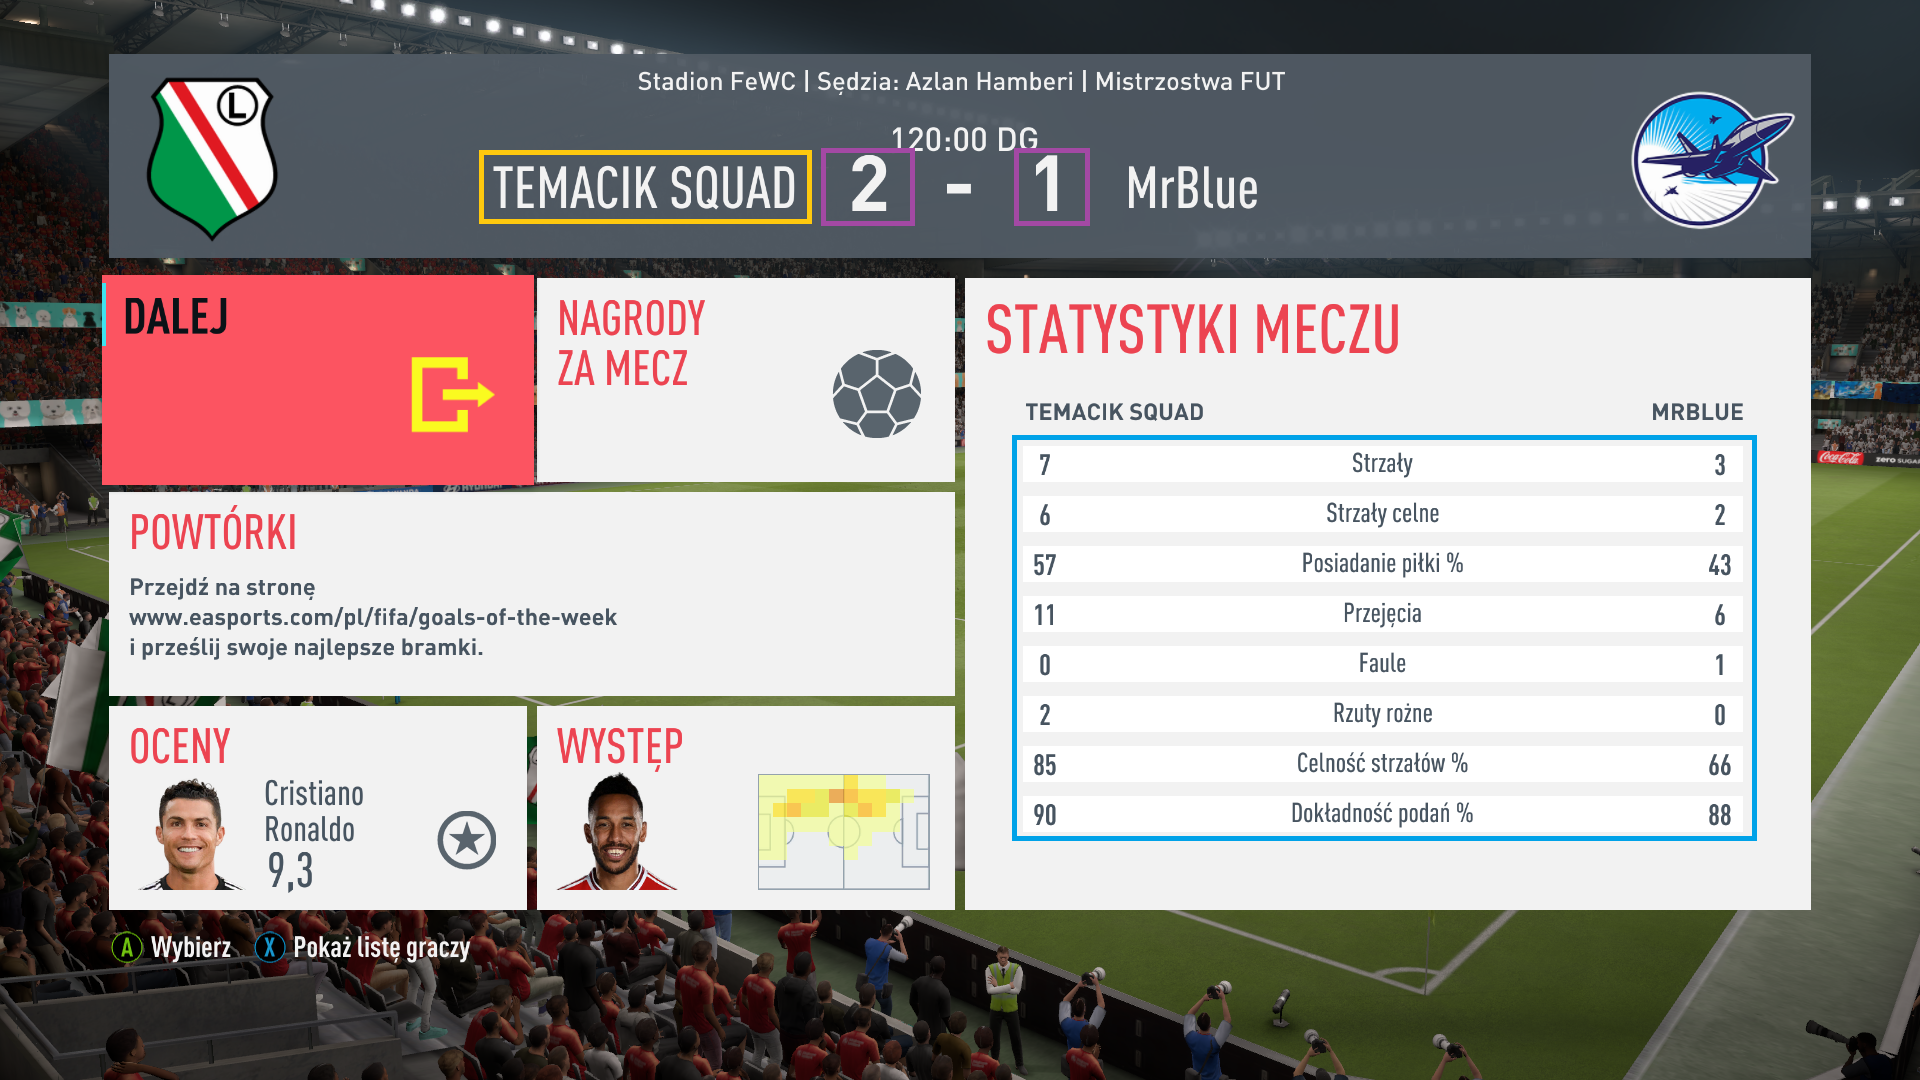 L
Stadion FeWC | Sędzia: Azlan Hamberi | Mistrzostwa FUT
120:00 DG
TEMACIK SQUAD 2 - 1 MrBlue
DALEJ
NAGRODY
ZA MECZ
POWTÓRKI
Przejdź na stronę
www.easports.com/pl/fifa/goals-of-the-week
i prześlij swoje najlepsze bramki.
OCENY
Cristiano
Ronaldo
9,3
WYSTĘP
STATYSTYKI MECZU
TEMACIK SQUAD MRBLUE
7 Strzały 3
6 Strzały celne 2
57 Posiadanie piłki % 43
11 Przejęcia 6
0 Faule 1
2 Rzuty rożne 0
85 Celność strzałów % 66
90 Dokładność podań % 88
Coca-Cola zero SUGAR
A Wybierz X Pokaż listę graczy